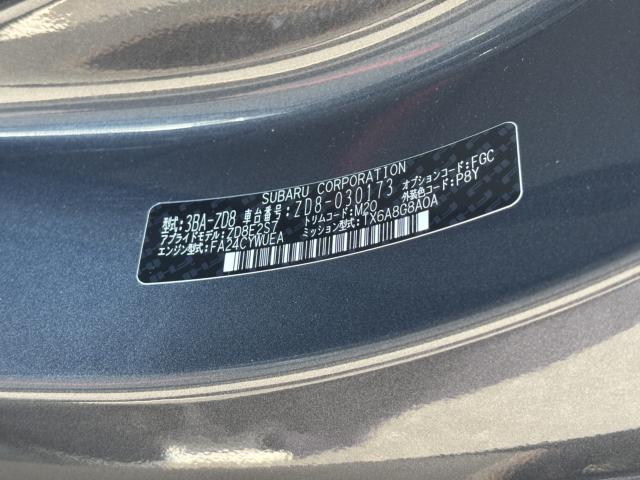 SUBARU CORPORATION
型式:3BA-ZD8 車台番号:ZD8-030173 オプションコード:FGC
アプライドモデル:ZD8E2S7 トリムコード:M20 外装色コード:P8Y
エンジン型式:FA24CYWUEA ミッション型式:TX6A8G8A0A